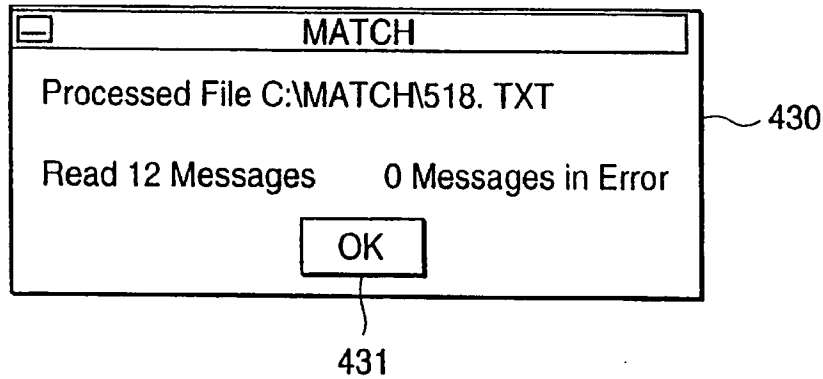 MATCH
Processed File C:\MATCH\518. TXT
430
Read 12 Messages 0 Messages in Error
OK
431